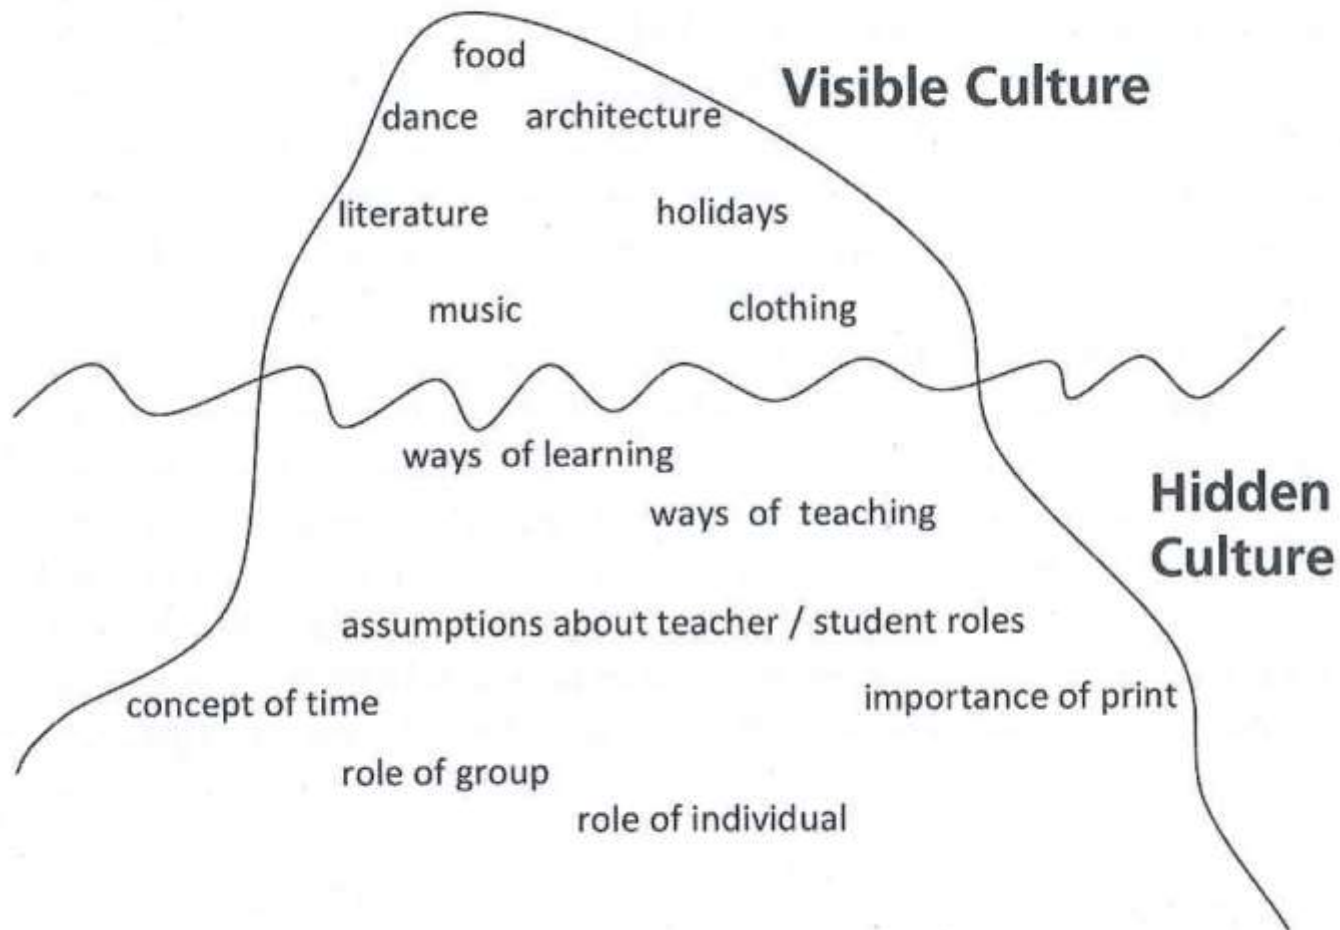 food
Visible Culture
dance architecture
literature holidays
music clothing
ways of learning
Hidden
Culture
ways of teaching
assumptions about teacher / student roles
concept of time importance of print
role of group
role of individual